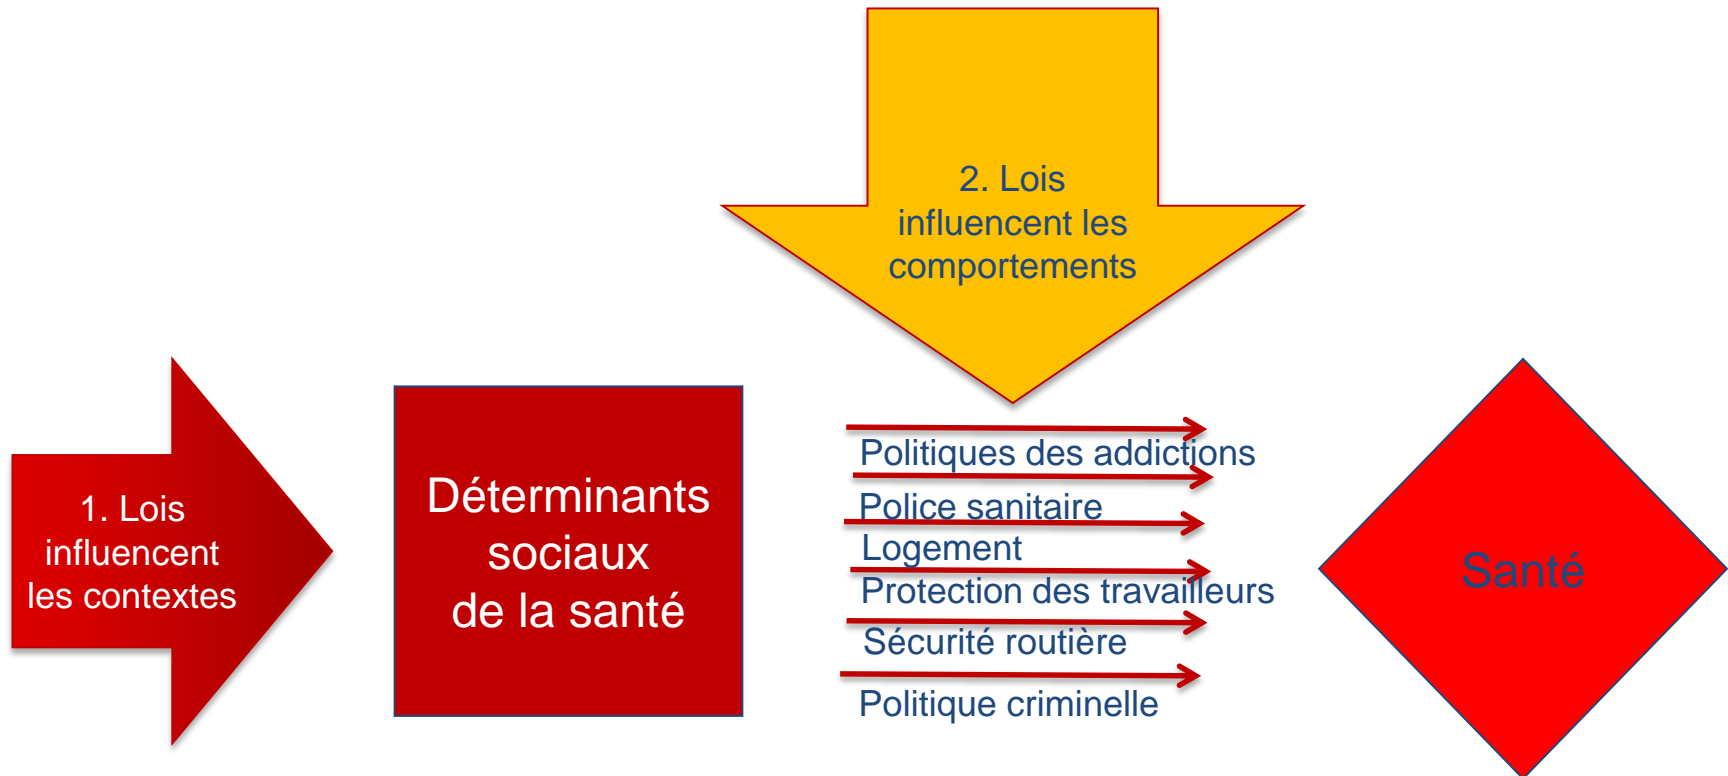 2. Lois
influencent les
comportements
1. Lois
influencent
les contextes
Déterminants
sociaux
de la santé
Politiques des addictions
Police sanitaire
Logement
Protection des travailleurs
Sécurité routière
Politique criminelle
Santé